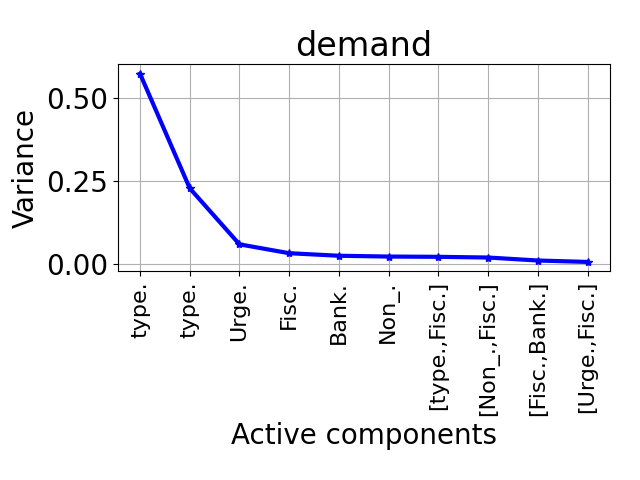 demand
Variance
0.50
0.25
0.00
type.
type.
Urge.
Fisc.
Bank.
Non_.
[type.,Fisc.]
[Non_.,Fisc.]
[Fisc.,Bank.]
[Urge.,Fisc.]
Active components